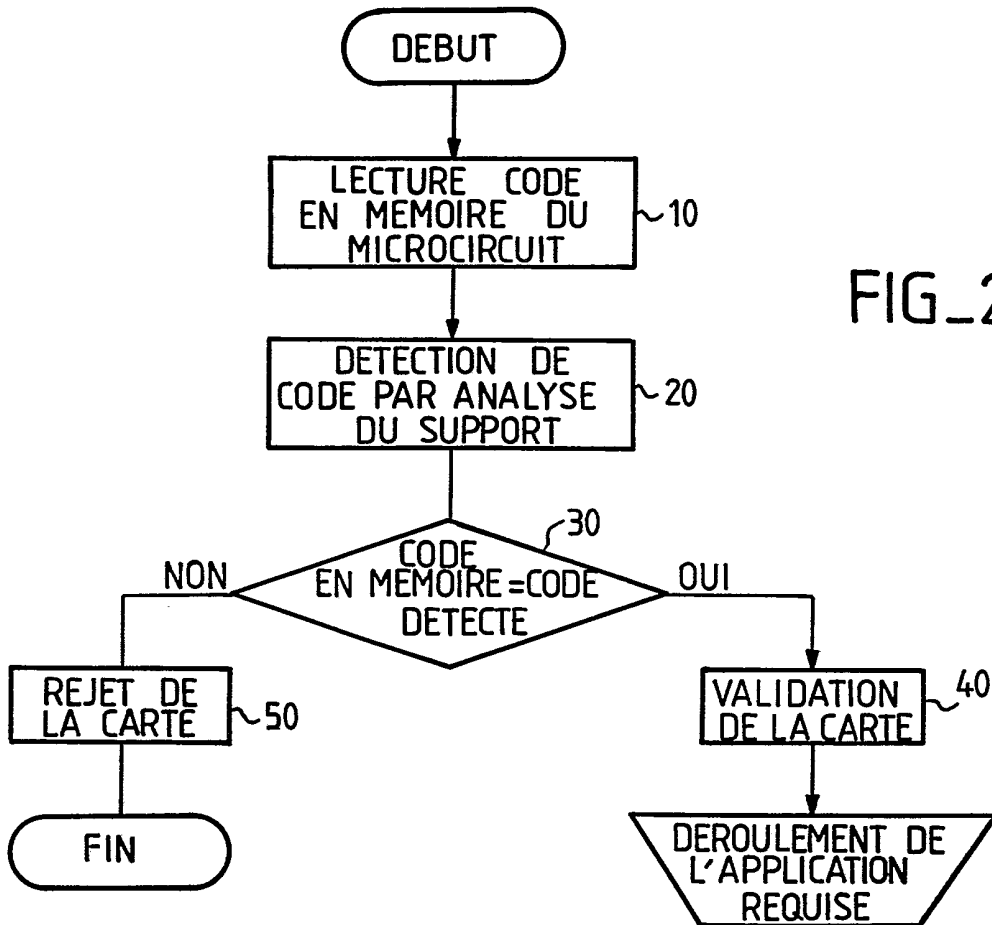 DEBUT
LECTURE CODE
EN MEMOIRE DU
MICROCIRCUIT
10
FIG_2
DETECTION DE
CODE PAR ANALYSE
DU SUPPORT
20
30
CODE
EN MEMOIRE=CODE
DETECTE
NON
OUI
REJET DE
LA CARTE
50
VALIDATION
DE LA CARTE
40
FIN
DEROULEMENT DE
L'APPLICATION
REQUISE